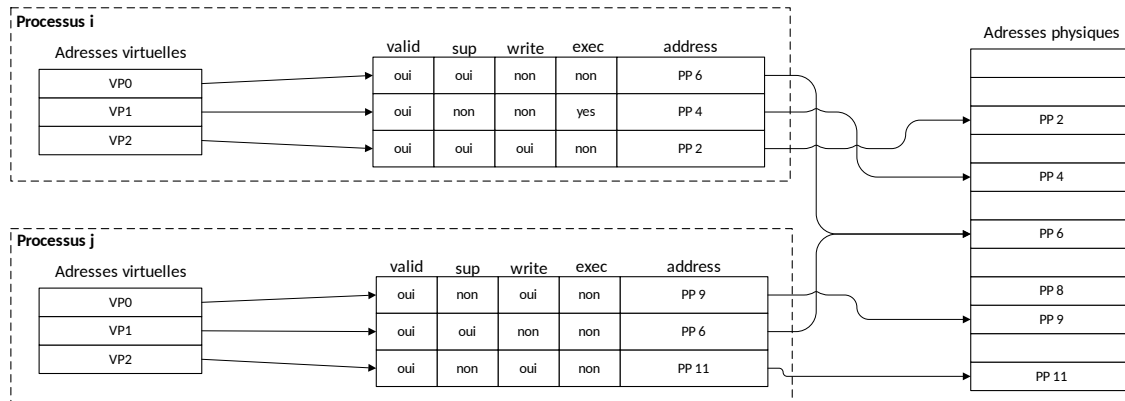 Processus i
Adresses virtuelles
valid sup write exec address
VP0 oui oui non non PP 6
VP1 oui non non yes PP 4
VP2 oui oui oui non PP 2
Processus j
Adresses virtuelles
valid sup write exec address
VP0 oui non oui non PP 9
VP1 oui oui non non PP 6
VP2 oui non oui non PP 11
Adresses physiques
PP 2
PP 4
PP 6
PP 8
PP 9
PP 11